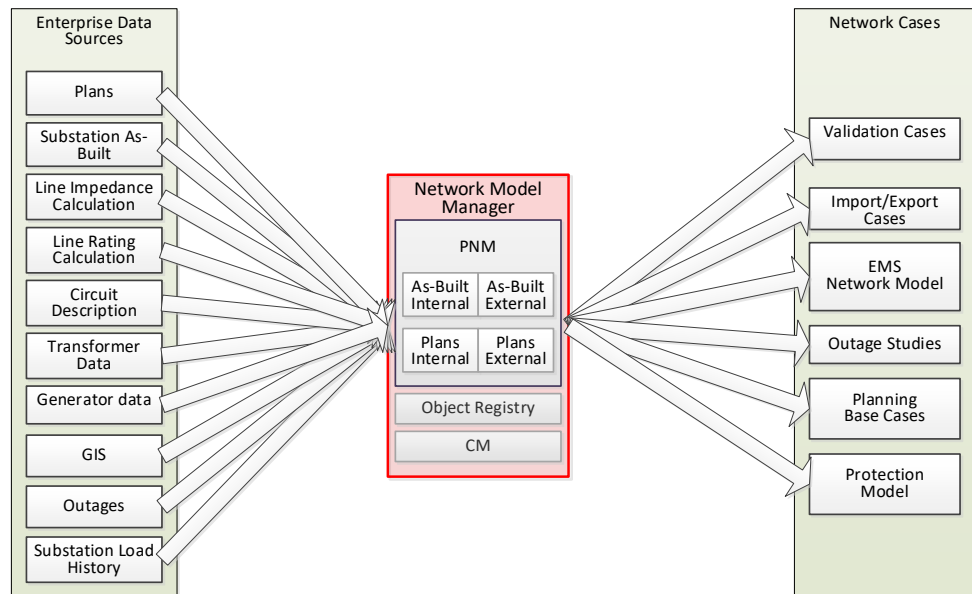 Enterprise Data
Sources
Plans
Substation As-
Built
Line Impedance
Calculation
Line Rating
Calculation
Circuit
Description
Transformer
Data
Generator data
GIS
Outages
Substation Load
History
Network Model
Manager
PNM
As-Built
Internal
As-Built
External
Plans
Internal
Plans
External
Object Registry
CM
Network Cases
Validation Cases
Import/Export
Cases
EMS
Network Model
Outage Studies
Planning
Base Cases
Protection
Model